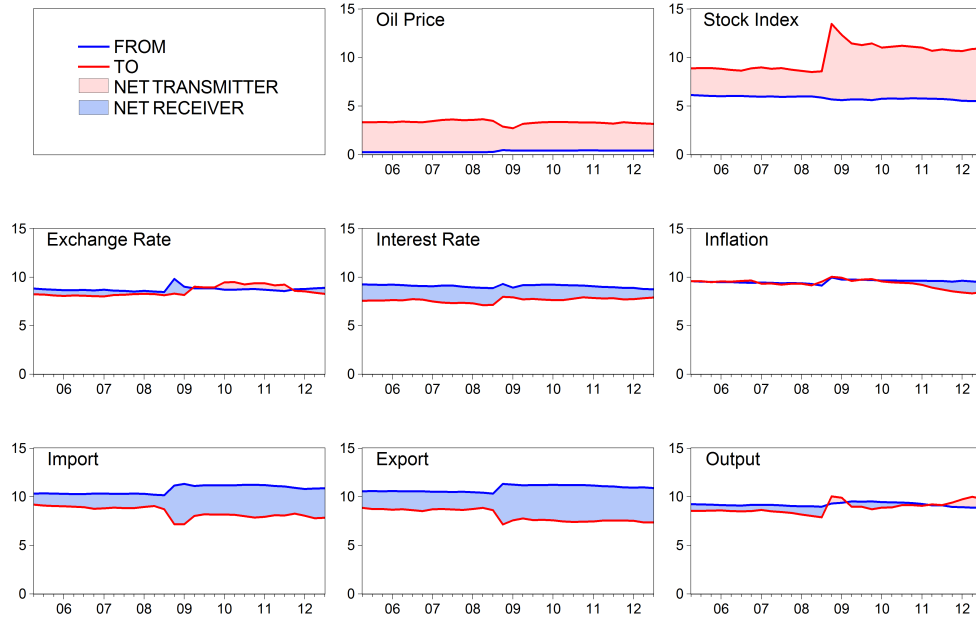 FROM
TO
NET TRANSMITTER
NET RECEIVER
Oil Price
15
10
5
0
06 07 08 09 10 11 12
Stock Index
15
10
5
0
06 07 08 09 10 11 12
Exchange Rate
15
10
5
0
06 07 08 09 10 11 12
Interest Rate
15
10
5
0
06 07 08 09 10 11 12
Inflation
15
10
5
0
06 07 08 09 10 11 12
Import
15
10
5
0
06 07 08 09 10 11 12
Export
15
10
5
0
06 07 08 09 10 11 12
Output
15
10
5
0
06 07 08 09 10 11 12